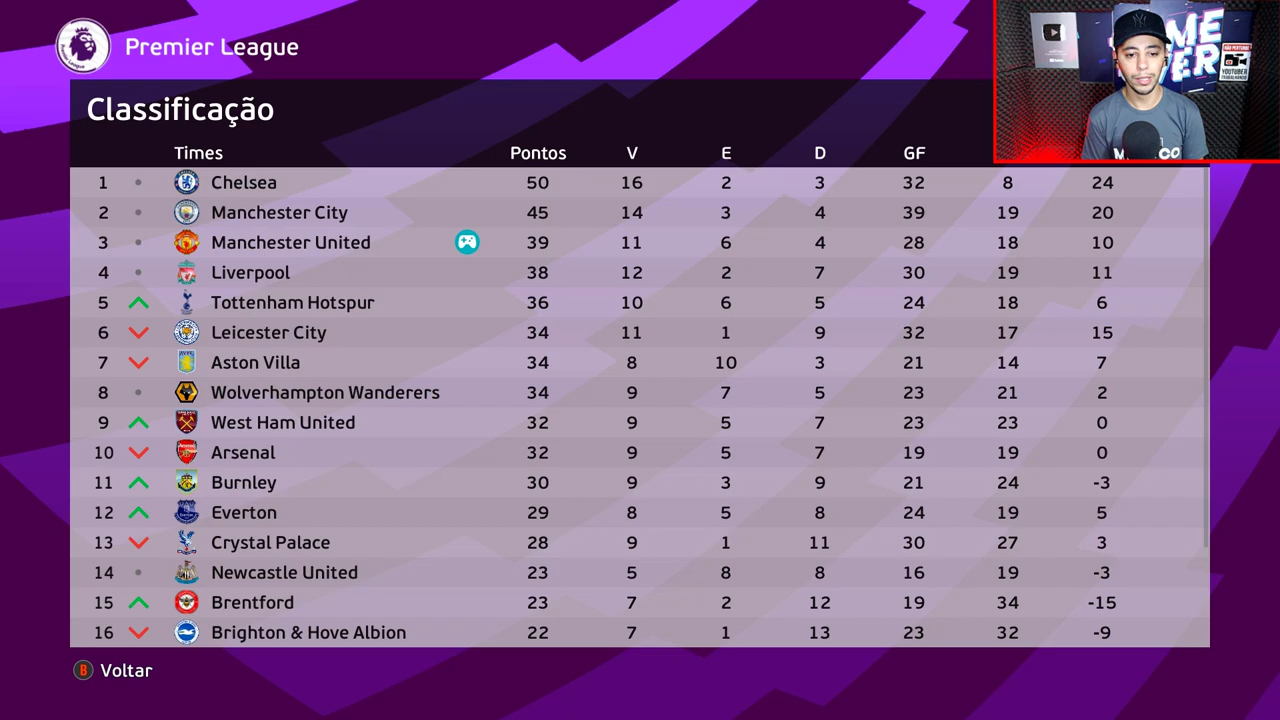 Premier League
Classificação
Times Pontos V E D GF
1 Chelsea 50 16 2 3 32 8 24
2 Manchester City 45 14 3 4 39 19 20
3 Manchester United 39 11 6 4 28 18 10
4 Liverpool 38 12 2 7 30 19 11
5 Tottenham Hotspur 36 10 6 5 24 18 6
6 Leicester City 34 11 1 9 32 17 15
7 Aston Villa 34 8 10 3 21 14 7
8 Wolverhampton Wanderers 34 9 7 5 23 21 2
9 West Ham United 32 9 5 7 23 23 0
10 Arsenal 32 9 5 7 19 19 0
11 Burnley 30 9 3 9 21 24 -3
12 Everton 29 8 5 8 24 19 5
13 Crystal Palace 28 9 1 11 30 27 3
14 Newcastle United 23 5 8 8 16 19 -3
15 Brentford 23 7 2 12 19 34 -15
16 Brighton & Hove Albion 22 7 1 13 23 32 -9
B Voltar
NÃO PERTURBE
YOUTUBER
TRABALHANDO